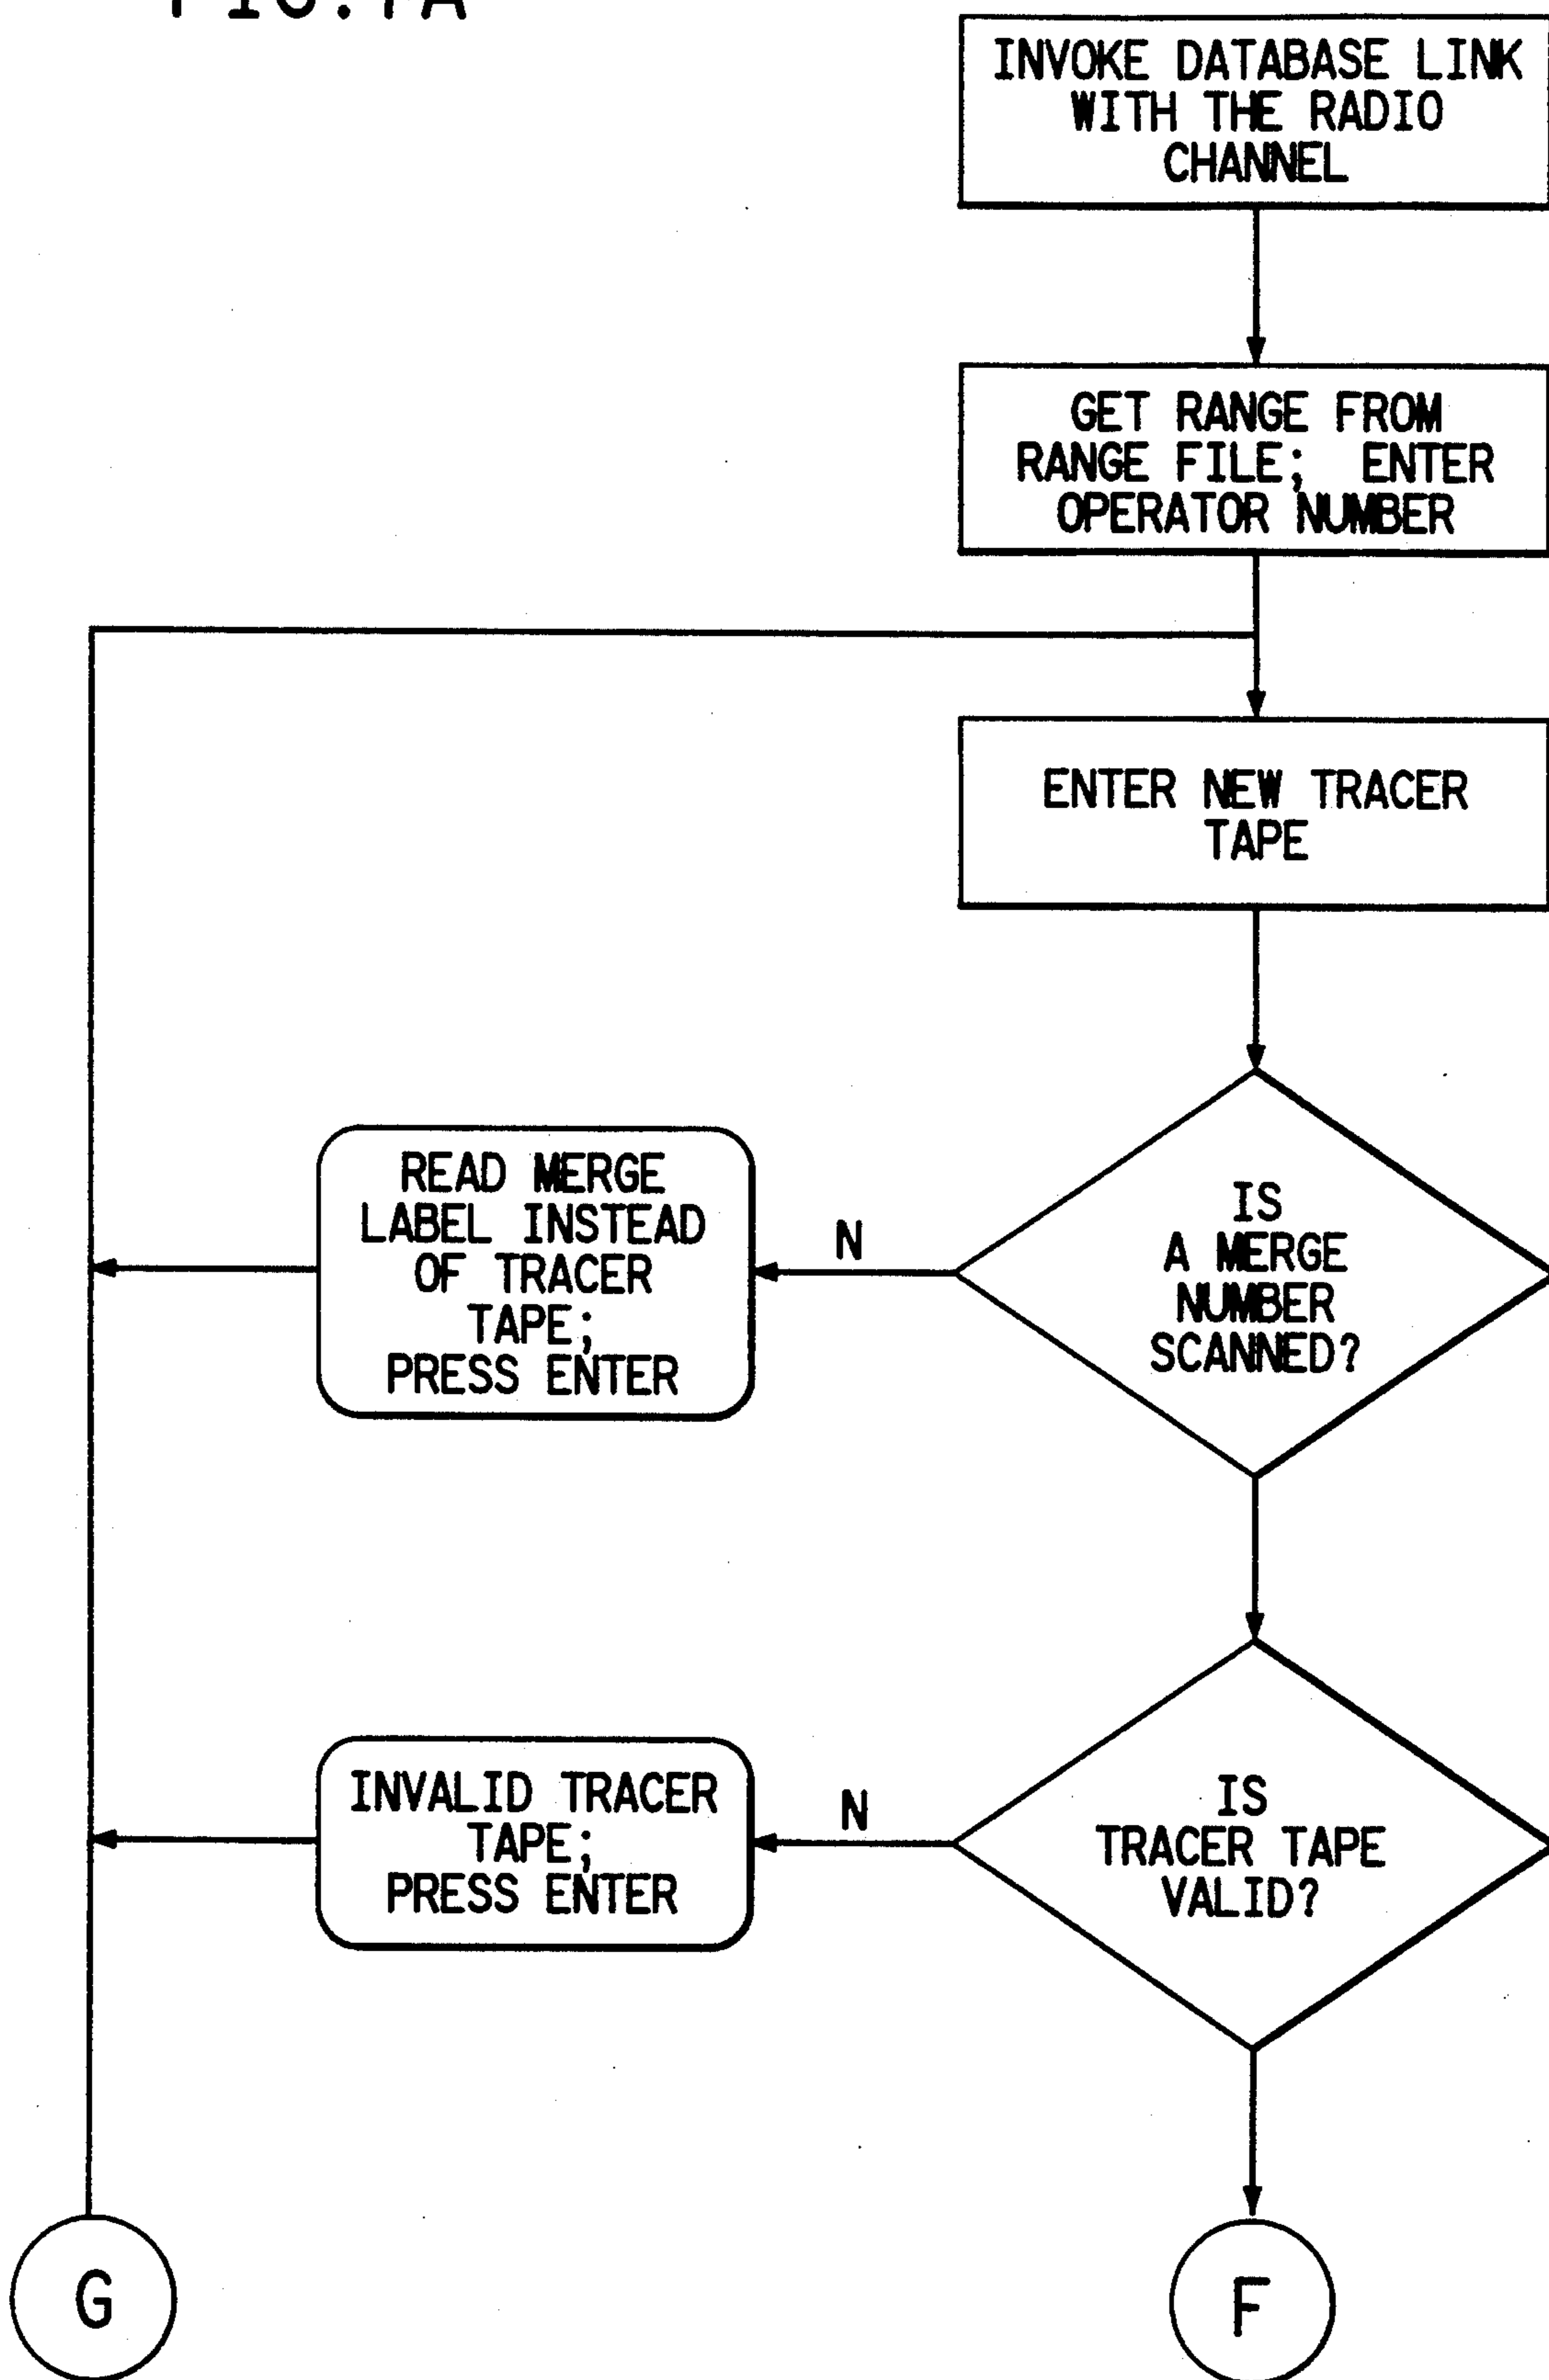 FIG.7A
INVOKE DATABASE LINK
WITH THE RADIO
CHANNEL
GET RANGE FROM
RANGE FILE; ENTER
OPERATOR NUMBER
ENTER NEW TRACER
TAPE
IS
A MERGE
NUMBER
SCANNED?
N
READ MERGE
LABEL INSTEAD
OF TRACER
TAPE;
PRESS ENTER
IS
TRACER TAPE
VALID?
N
INVALID TRACER
TAPE;
PRESS ENTER
G
F